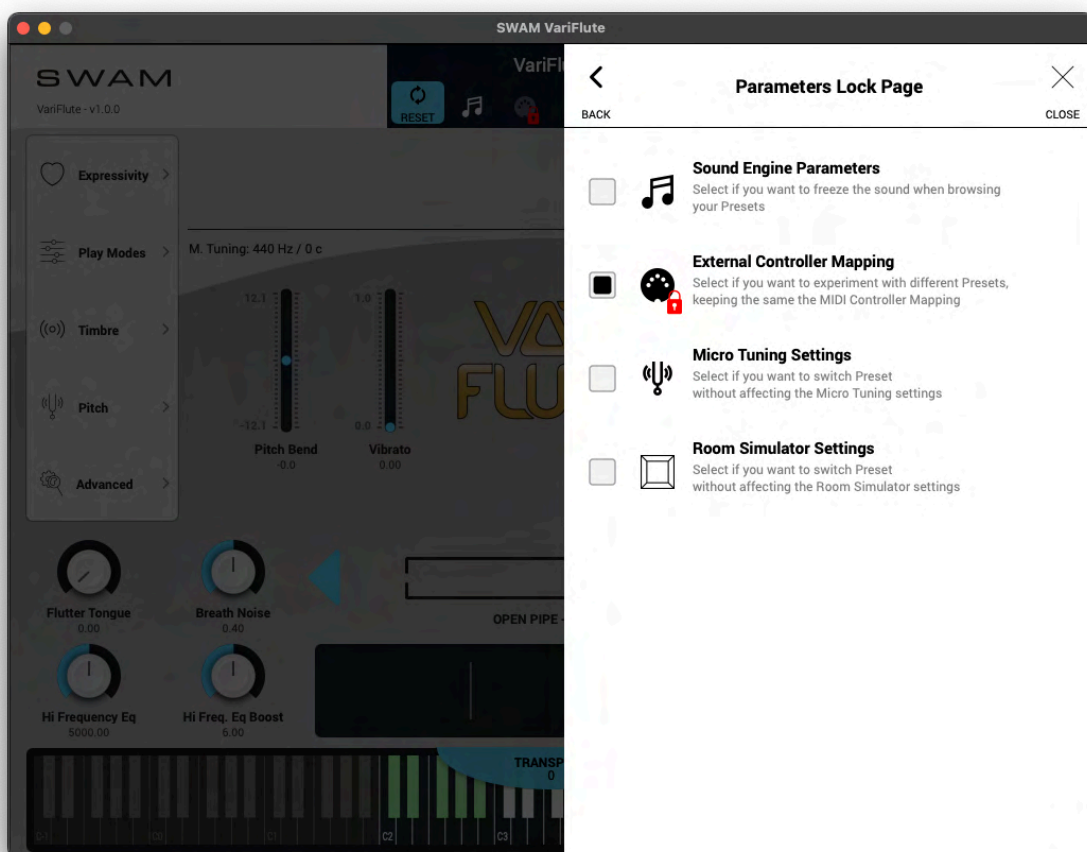 SWAM VariFlute
SWAM
VariFlute - v1.0.0
VariFl
RESET
Expressivity
Play Modes
Timbre
Pitch
Advanced
M. Tuning: 440 Hz / 0 c
12.1
-12.1
Pitch Bend
-0.0
1.0
0.0
Vibrato
0.00
VA
FLU
Flutter Tongue
0.00
Breath Noise
0.40
Hi Frequency Eq
5000.00
Hi Freq. Eq Boost
6.00
OPEN PIPE -
TRANSP
0
C-1
C0
C1
C2
C3
BACK
Parameters Lock Page
CLOSE
Sound Engine Parameters
Select if you want to freeze the sound when browsing
your Presets
External Controller Mapping
Select if you want to experiment with different Presets,
keeping the same the MIDI Controller Mapping
Micro Tuning Settings
Select if you want to switch Preset
without affecting the Micro Tuning settings
Room Simulator Settings
Select if you want to switch Preset
without affecting the Room Simulator settings